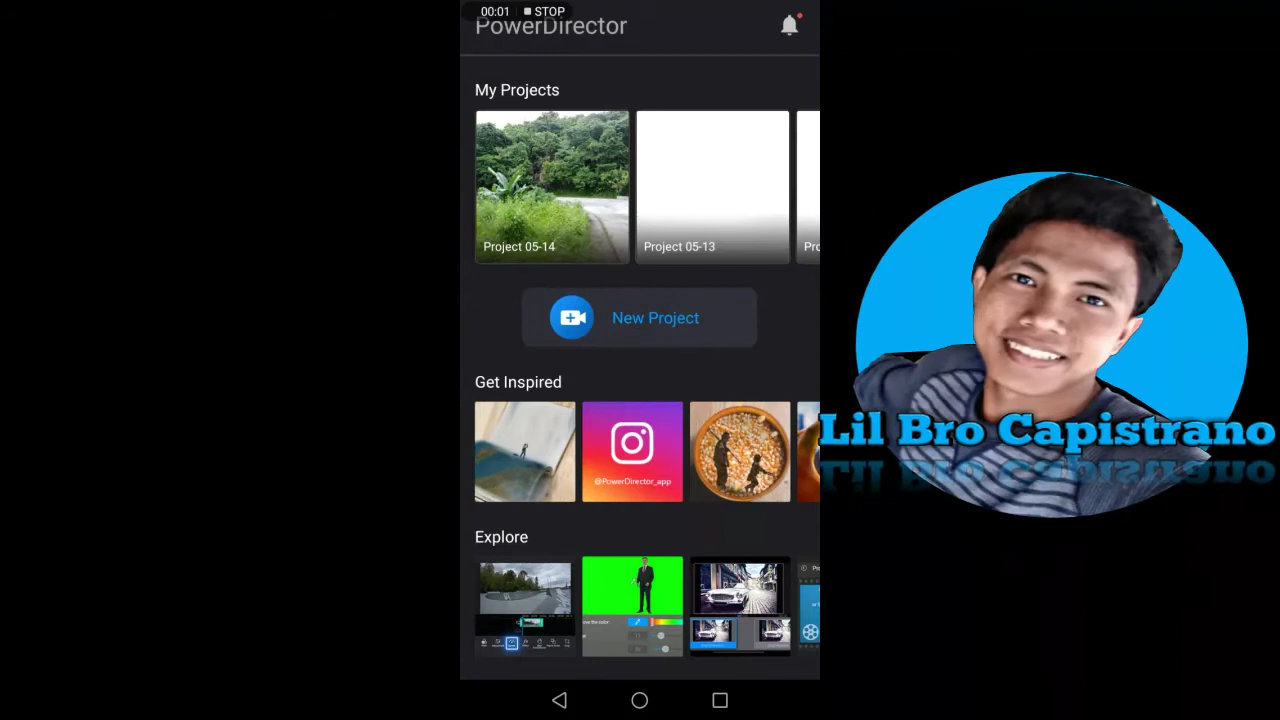 00:01 STOP
PowerDirector
My Projects
Project 05-14
Project 05-13
Pro
New Project
Get Inspired
@PowerDirector_app
Lil Bro Capistrano
Explore